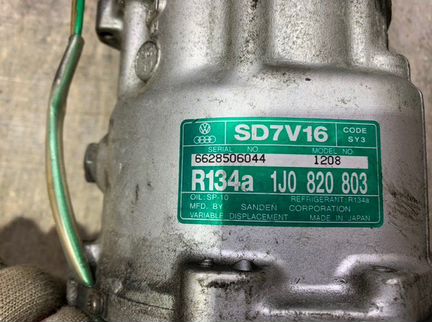 SD7V16 CODE SY3
SERIAL NO. MODEL NO.
6628506044 1208
R134a 1J0 820 803
OIL: SP-10 REFRIGERANT: R134a
MFD. BY SANDEN CORPORATION
VARIABLE DISPLACEMENT MADE IN JAPAN